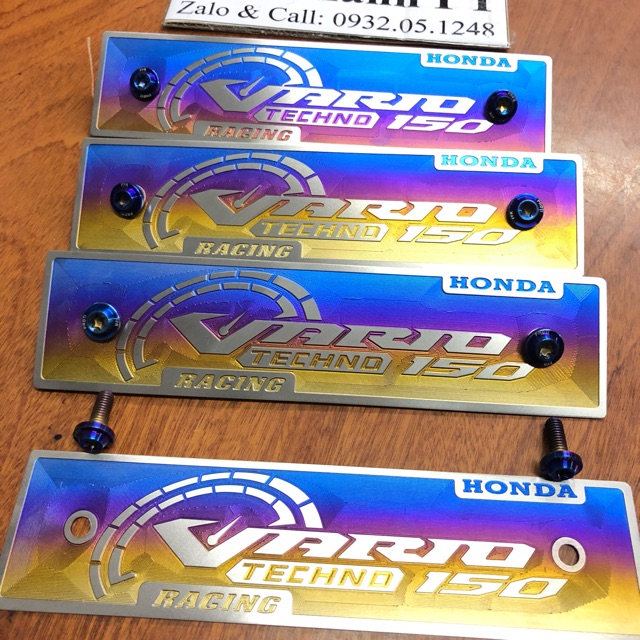 Zalo & Call: 0932.05.1248
HONDA
VARIO
TECHNO 150
RACING
HONDA
VARIO
TECHNO 150
RACING
HONDA
VARIO
TECHNO 150
RACING
HONDA
VARIO
TECHNO 150
RACING